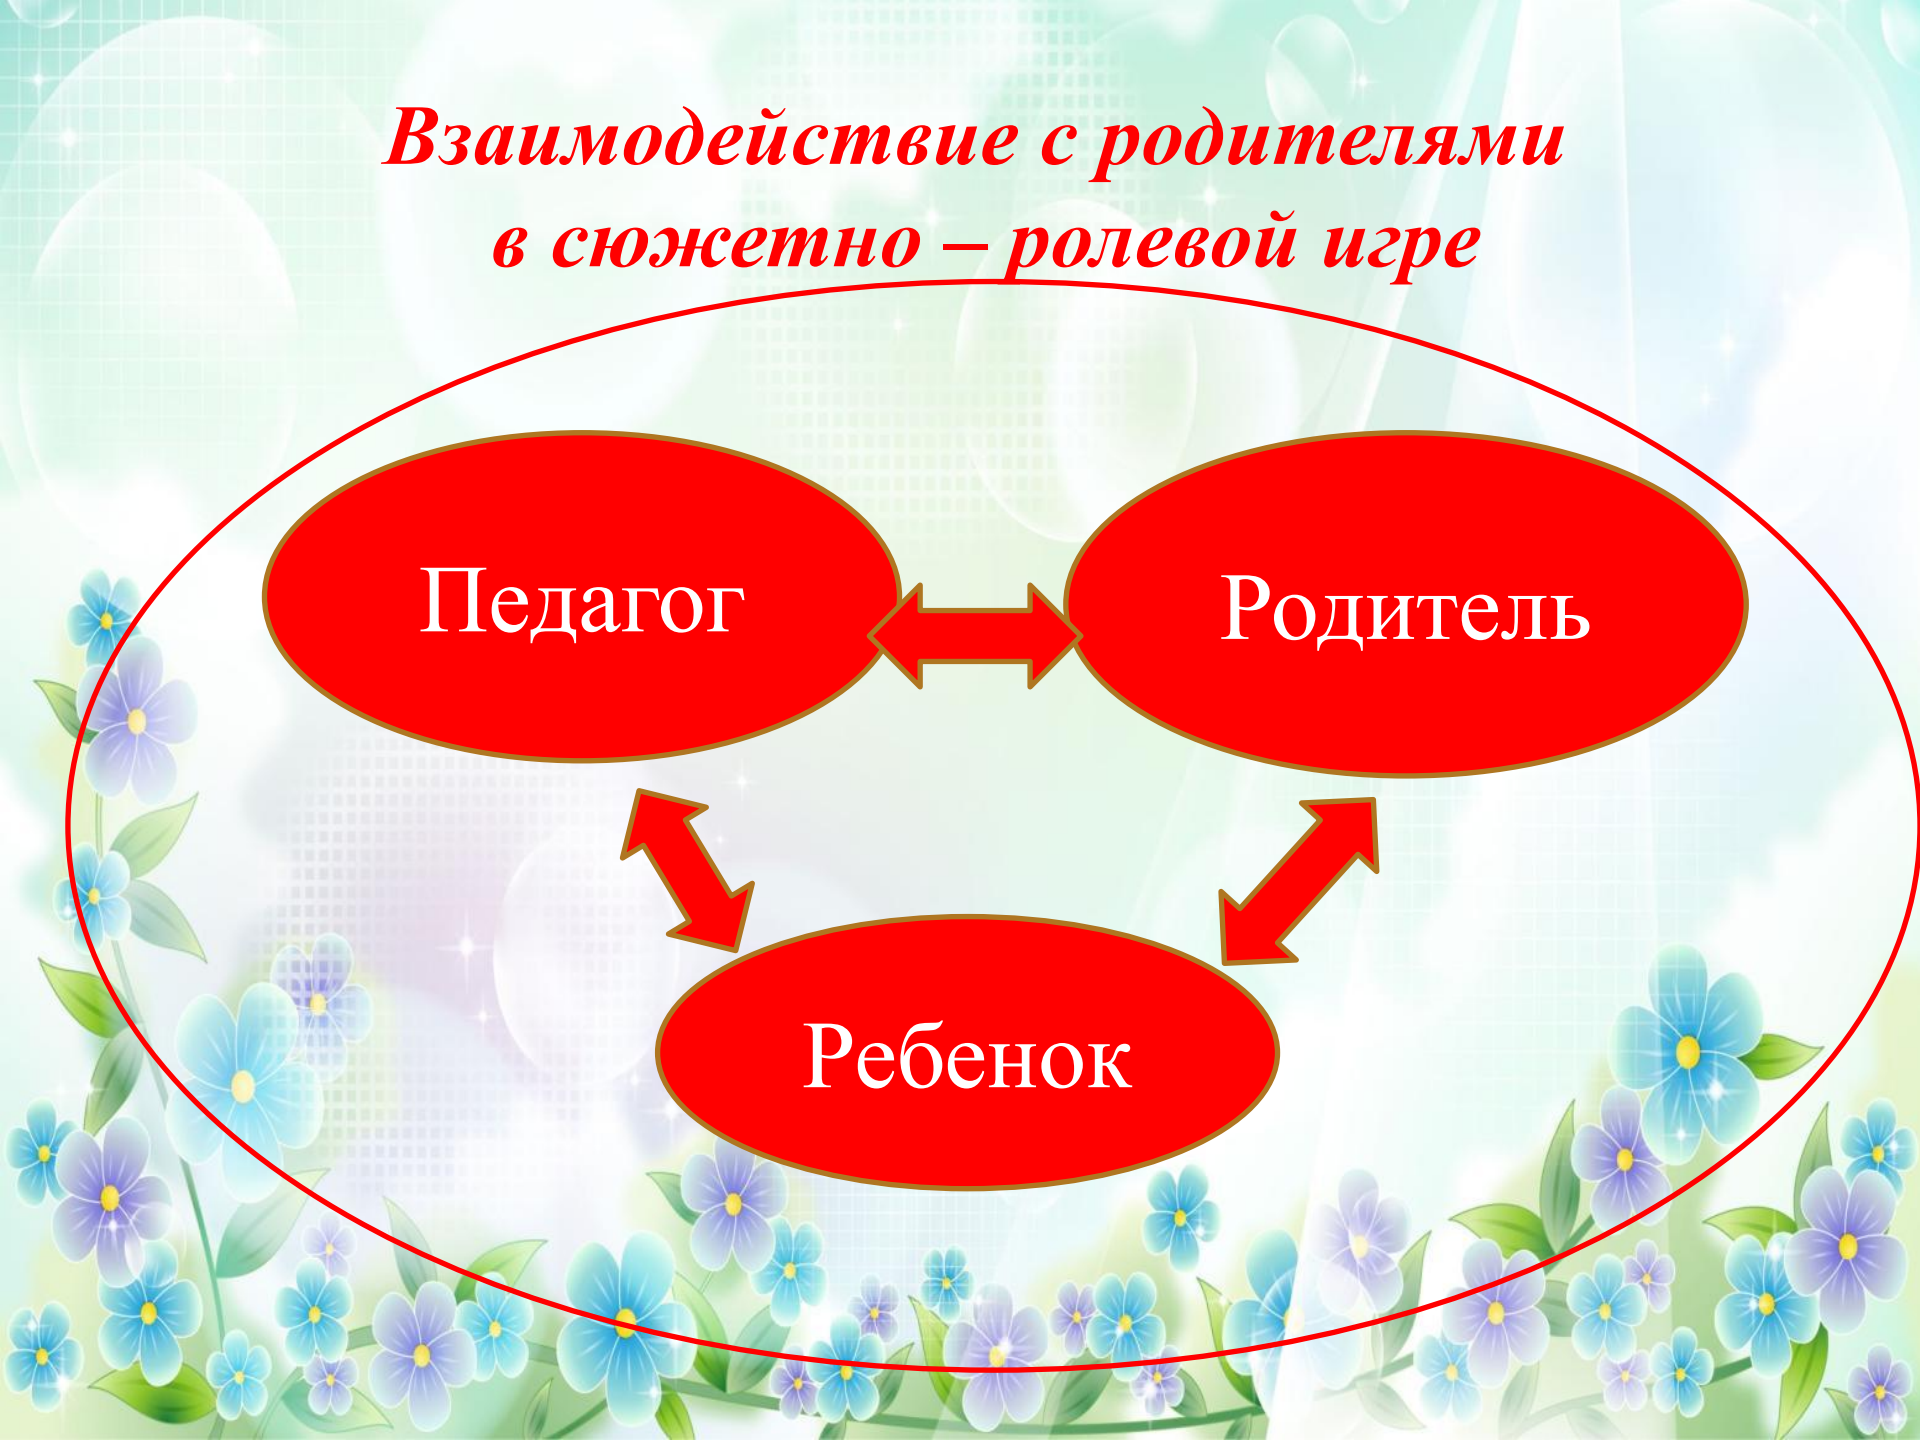 Взаимодействие с родителями
в сюжетно – ролевой игре
Педагог
Родитель
Ребенок